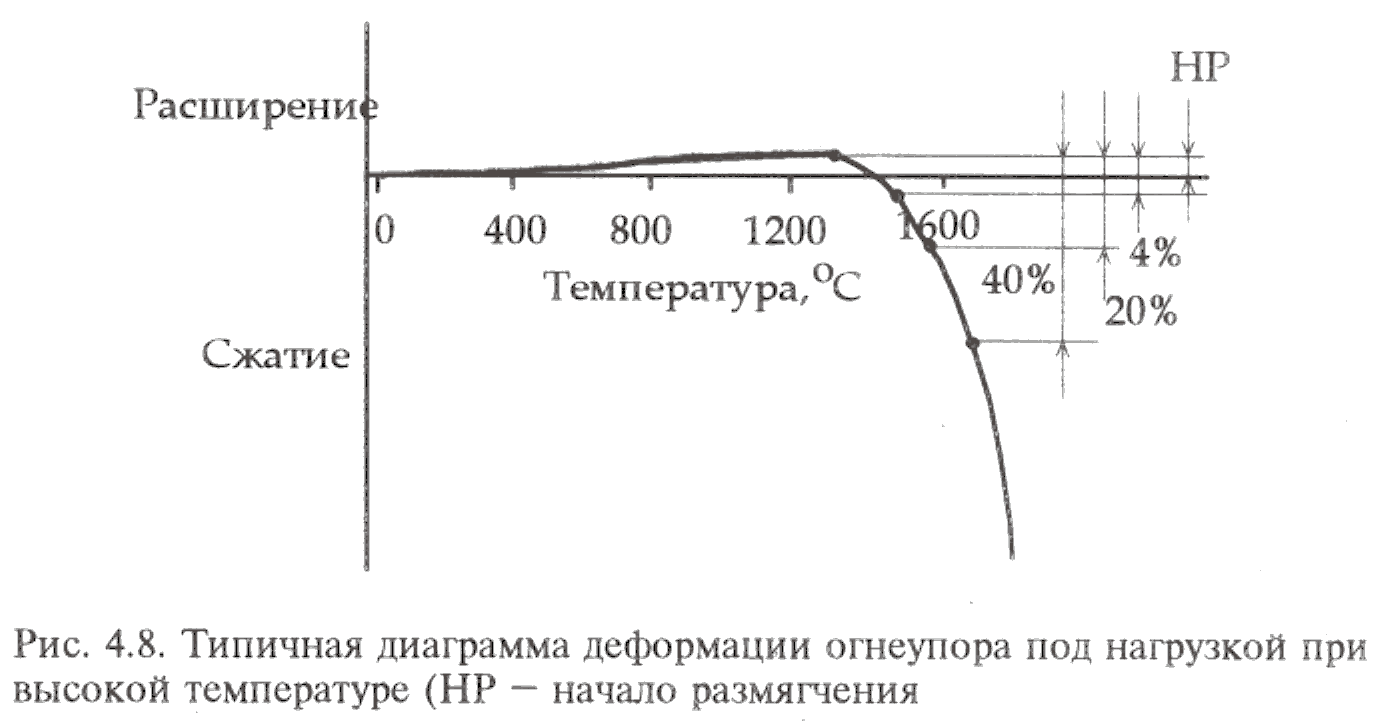 НР
Расширение
0 400 800 1200 1600
4%
Температура,°С
40%
20%
Сжатие
Рис. 4.8. Типичная диаграмма деформации огнеупора под нагрузкой при
высокой температуре (НР – начало размягчения